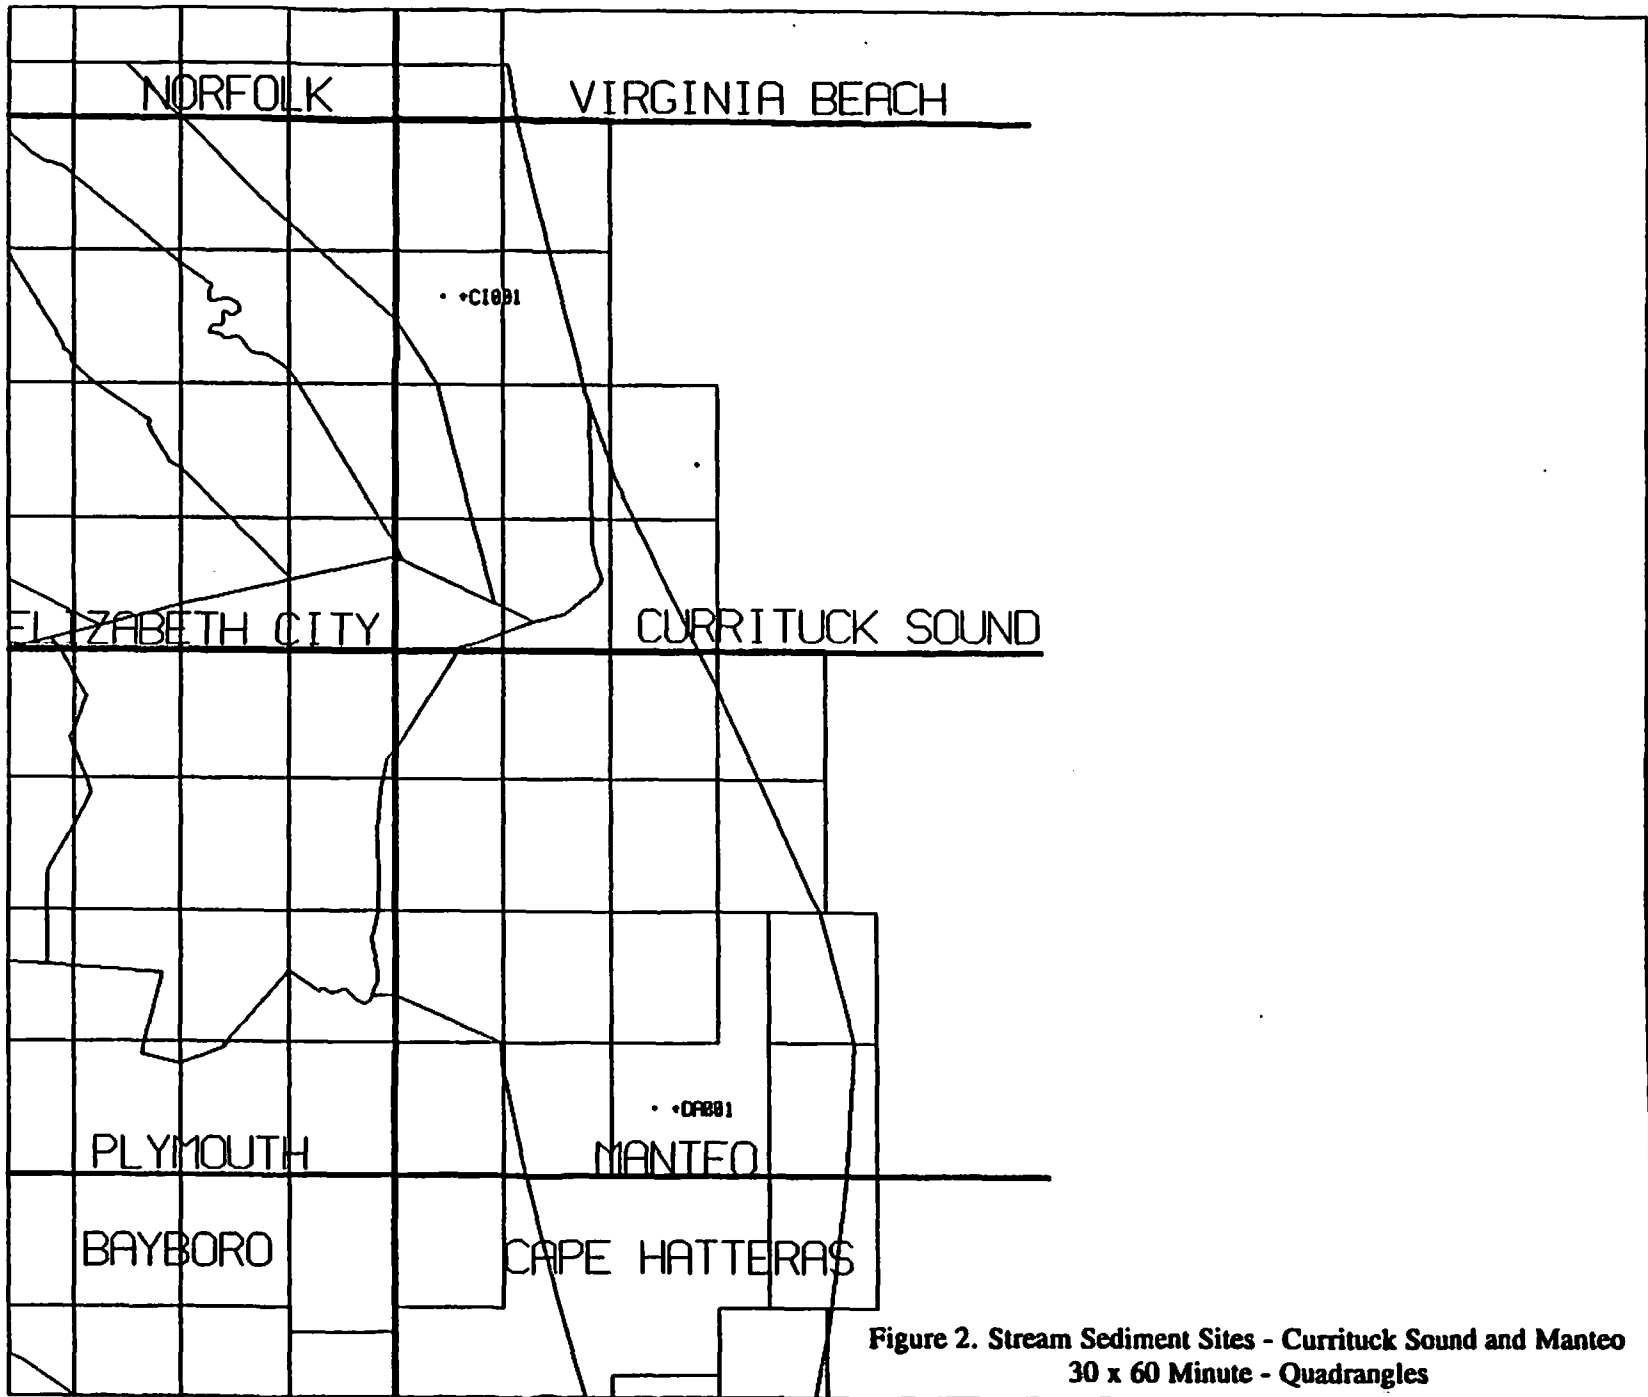 NORFOLK
VIRGINIA BEACH
+CI001
ELIZABETH CITY
CURRITUCK SOUND
+DA001
PLYMOUTH
MANTEO
BAYBORO
CAPE HATTERAS
Figure 2. Stream Sediment Sites - Currituck Sound and Manteo
30 x 60 Minute - Quadrangles